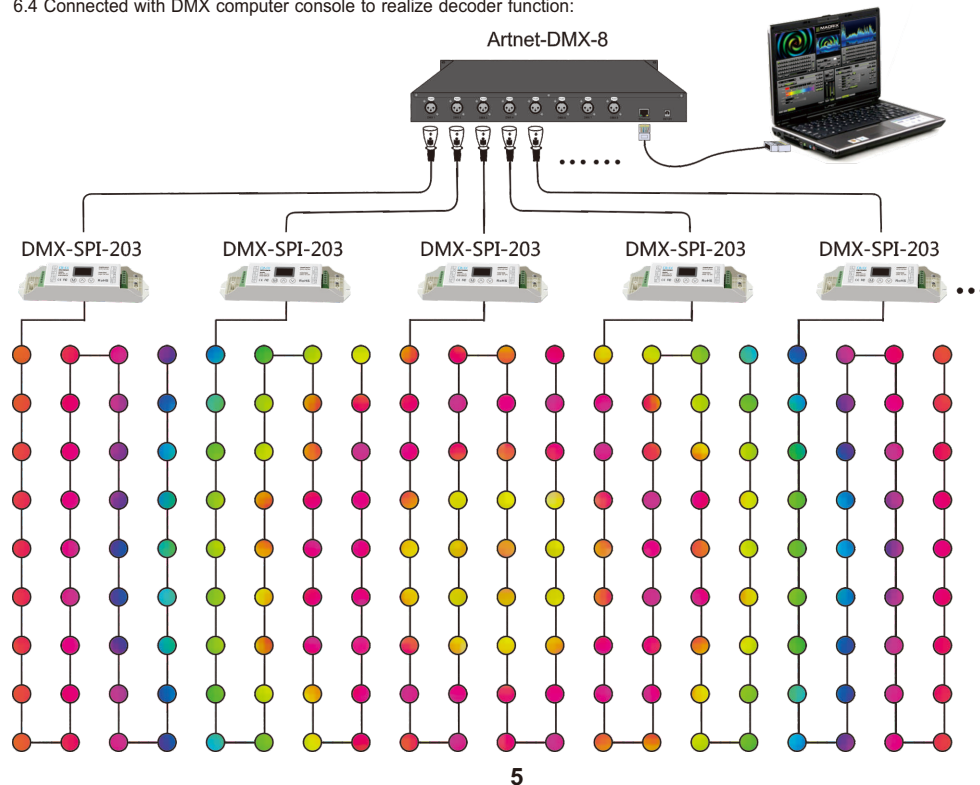 6.4 Connected with DMX computer console to realize decoder function:
Artnet-DMX-8
DMX-SPI-203 DMX-SPI-203 DMX-SPI-203 DMX-SPI-203 DMX-SPI-203
5